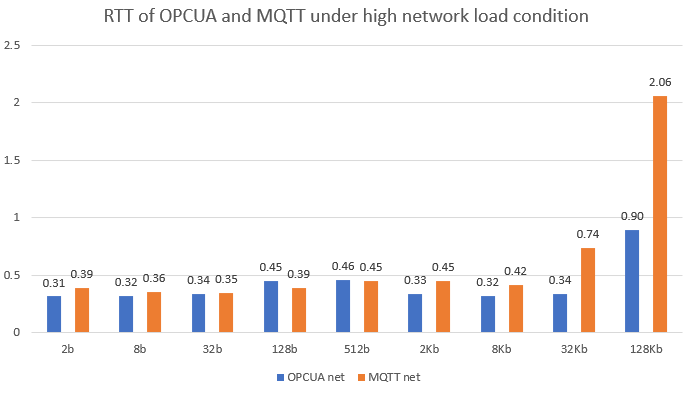 RTT of OPCUA and MQTT under high network load condition
2.5
2
1.5
1
0.5
0
0.31 0.39 0.32 0.36 0.34 0.35 0.45 0.39 0.46 0.45 0.33 0.45 0.32 0.42 0.34 0.74 0.90 2.06
2b 8b 32b 128b 512b 2Kb 8Kb 32Kb 128Kb
OPCUA net MQTT net